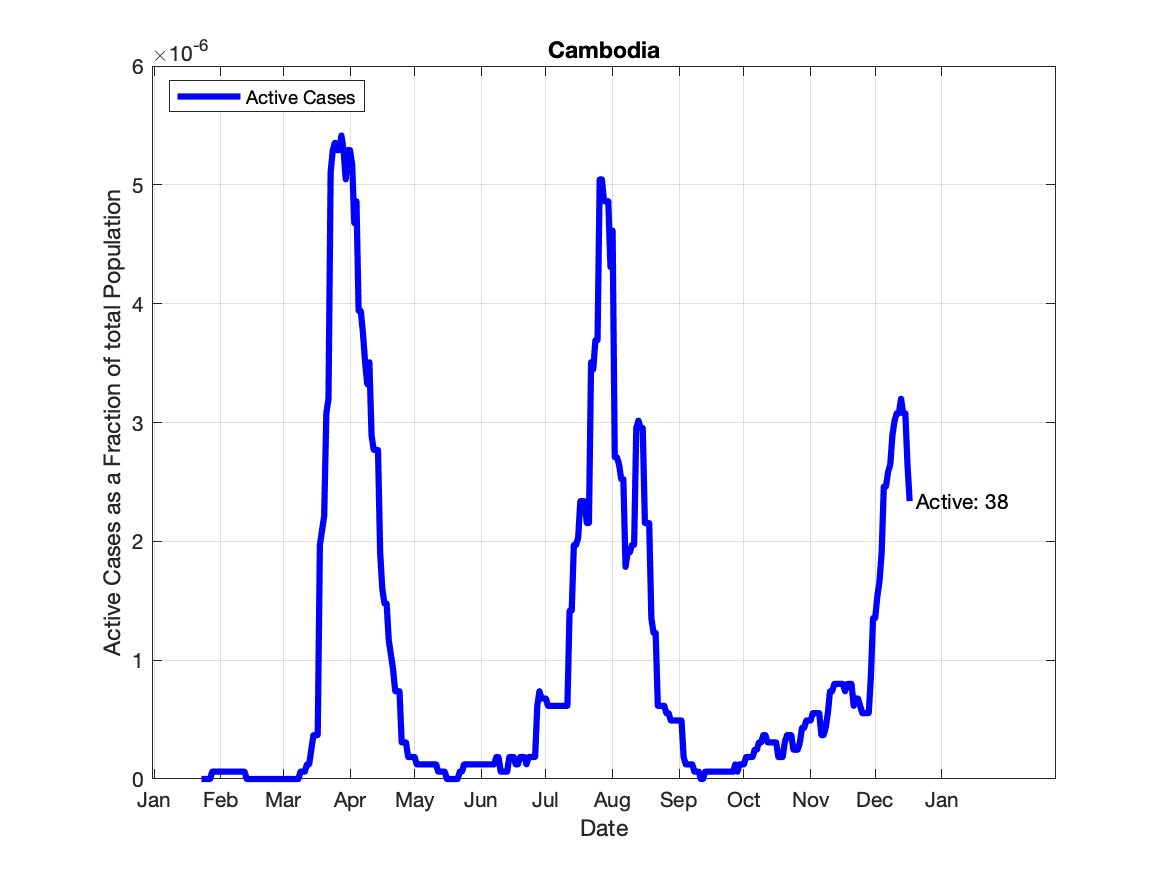 Cambodia
×10-6
Active Cases
6
5
4
3
2
1
0
Active Cases as a Fraction of total Population
Active: 38
Jan Feb Mar Apr May Jun Jul Aug Sep Oct Nov Dec Jan
Date